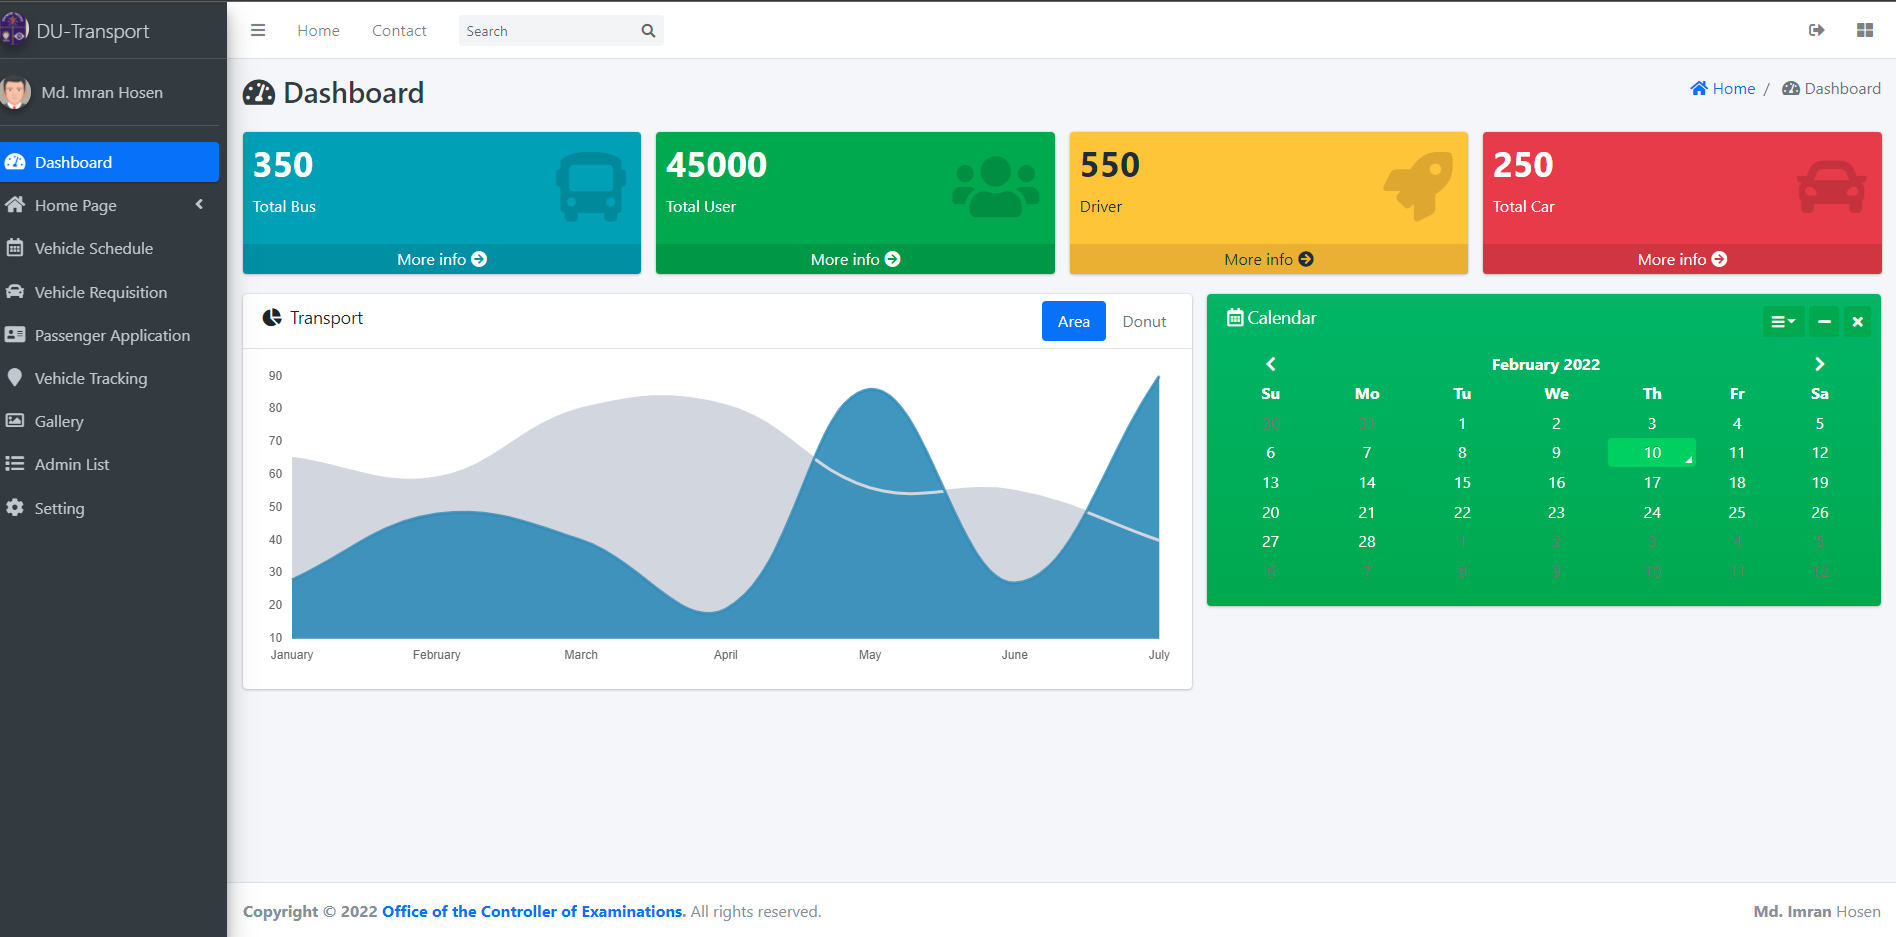 DU-Transport
Home
Contact
Search
Md. Imran Hosen
Dashboard
Home Page
Vehicle Schedule
Vehicle Requisition
Passenger Application
Vehicle Tracking
Gallery
Admin List
Setting
Dashboard
Home / Dashboard
350
Total Bus
More info
45000
Total User
More info
550
Driver
More info
250
Total Car
More info
Transport
Area
Donut
90
80
70
60
50
40
30
20
10
January February March April May June July
Calendar
February 2022
Su Mo Tu We Th Fr Sa
30 31 1 2 3 4 5
6 7 8 9 10 11 12
13 14 15 16 17 18 19
20 21 22 23 24 25 26
27 28 1 2 3 4 5
6 7 8 9 10 11 12
Copyright © 2022 Office of the Controller of Examinations. All rights reserved.
Md. Imran Hosen